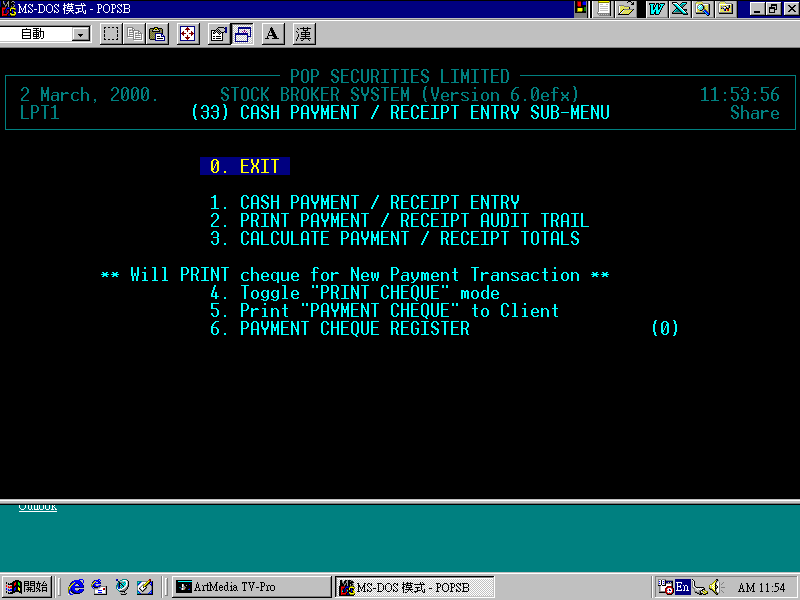 MS-DOS 模式 - POPSB
自動
A 漢
POP SECURITIES LIMITED
2 March, 2000. STOCK BROKER SYSTEM (Version 6.0efx) 11:53:56
LPT1 (33) CASH PAYMENT / RECEIPT ENTRY SUB-MENU Share
0. EXIT
1. CASH PAYMENT / RECEIPT ENTRY
2. PRINT PAYMENT / RECEIPT AUDIT TRAIL
3. CALCULATE PAYMENT / RECEIPT TOTALS
** Will PRINT cheque for New Payment Transaction **
4. Toggle "PRINT CHEQUE" mode
5. Print "PAYMENT CHEQUE" to Client
6. PAYMENT CHEQUE REGISTER (0)
Outlook
開始 ArtMedia TV-Pro MS-DOS 模式 - POPSB En AM 11:54